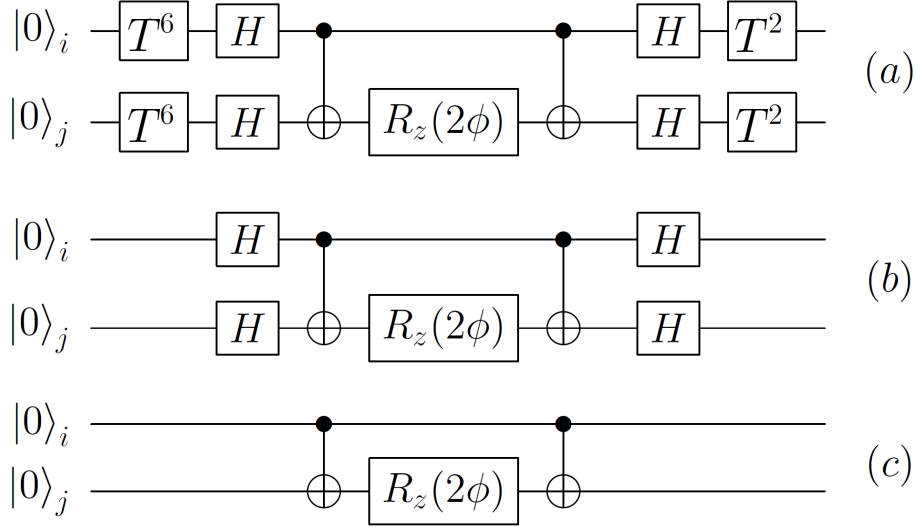 |0⟩_i T^6 H H T^2
(a)
|0⟩_j T^6 H R_z(2φ) H T^2
|0⟩_i H H
(b)
|0⟩_j H R_z(2φ) H
|0⟩_i
(c)
|0⟩_j R_z(2φ)